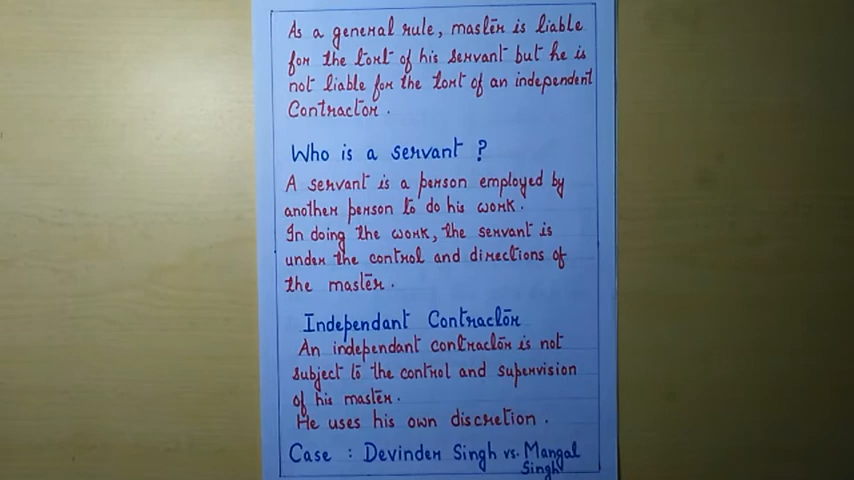 As a general rule, master is liable
for the tort of his servant but he is
not liable for the tort of an independent
Contractor.
Who is a servant ?
A servant is a person employed by
another person to do his work.
In doing the work, the servant is
under the control and directions of
the master.
Independant Contractor
An independant contractor is not
subject to the control and supervision
of his master.
He uses his own discretion.
Case : Devinder Singh vs. Mangal
Singh